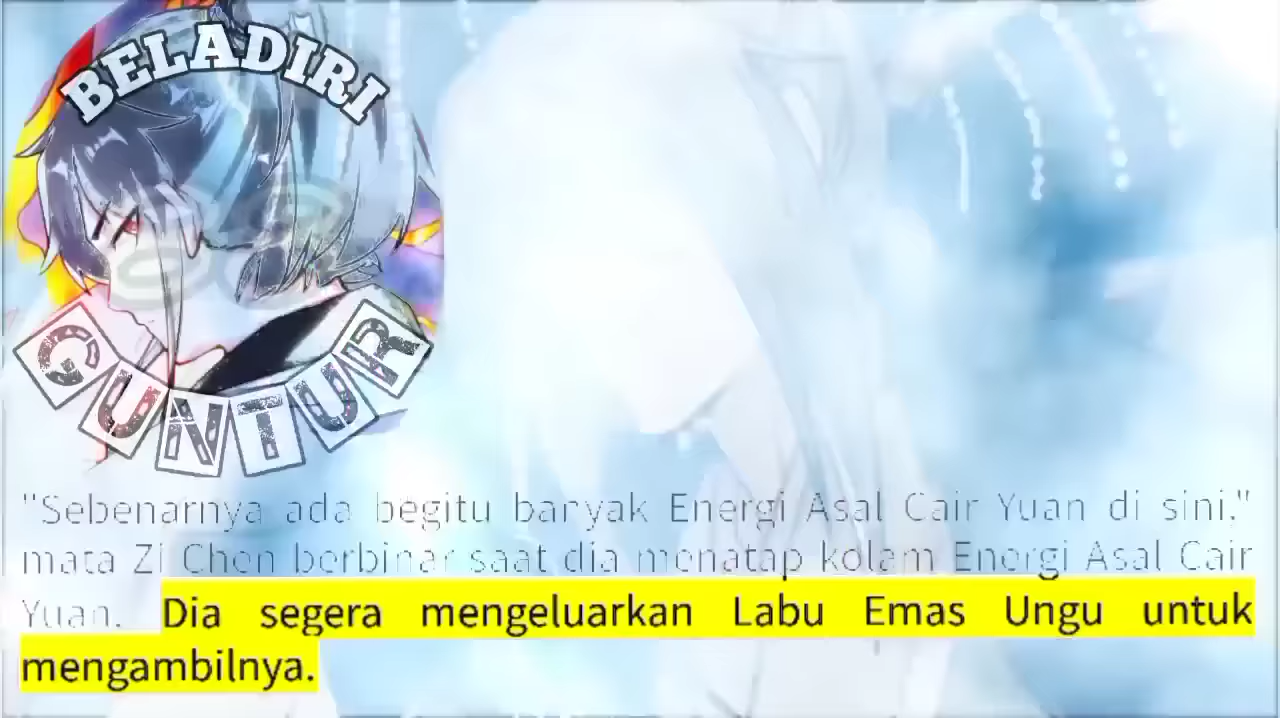 BELADIRI
GUNTUR
"Sebenarnya ada begitu banyak Energi Asal Cair Yuan di sini,"
mata Zi Chen berbinar saat dia menatap kolam Energi Asal Cair
Yuan. Dia segera mengeluarkan Labu Emas Ungu untuk
mengambilnya.